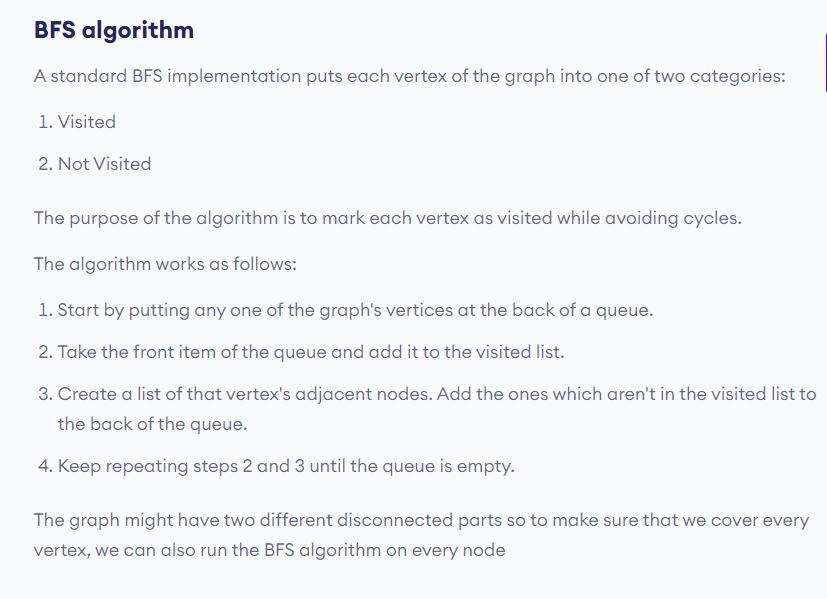 BFS algorithm
A standard BFS implementation puts each vertex of the graph into one of two categories:
1. Visited
2. Not Visited
The purpose of the algorithm is to mark each vertex as visited while avoiding cycles.
The algorithm works as follows:
1. Start by putting any one of the graph's vertices at the back of a queue.
2. Take the front item of the queue and add it to the visited list.
3. Create a list of that vertex's adjacent nodes. Add the ones which aren't in the visited list to
the back of the queue.
4. Keep repeating steps 2 and 3 until the queue is empty.
The graph might have two different disconnected parts so to make sure that we cover every
vertex, we can also run the BFS algorithm on every node